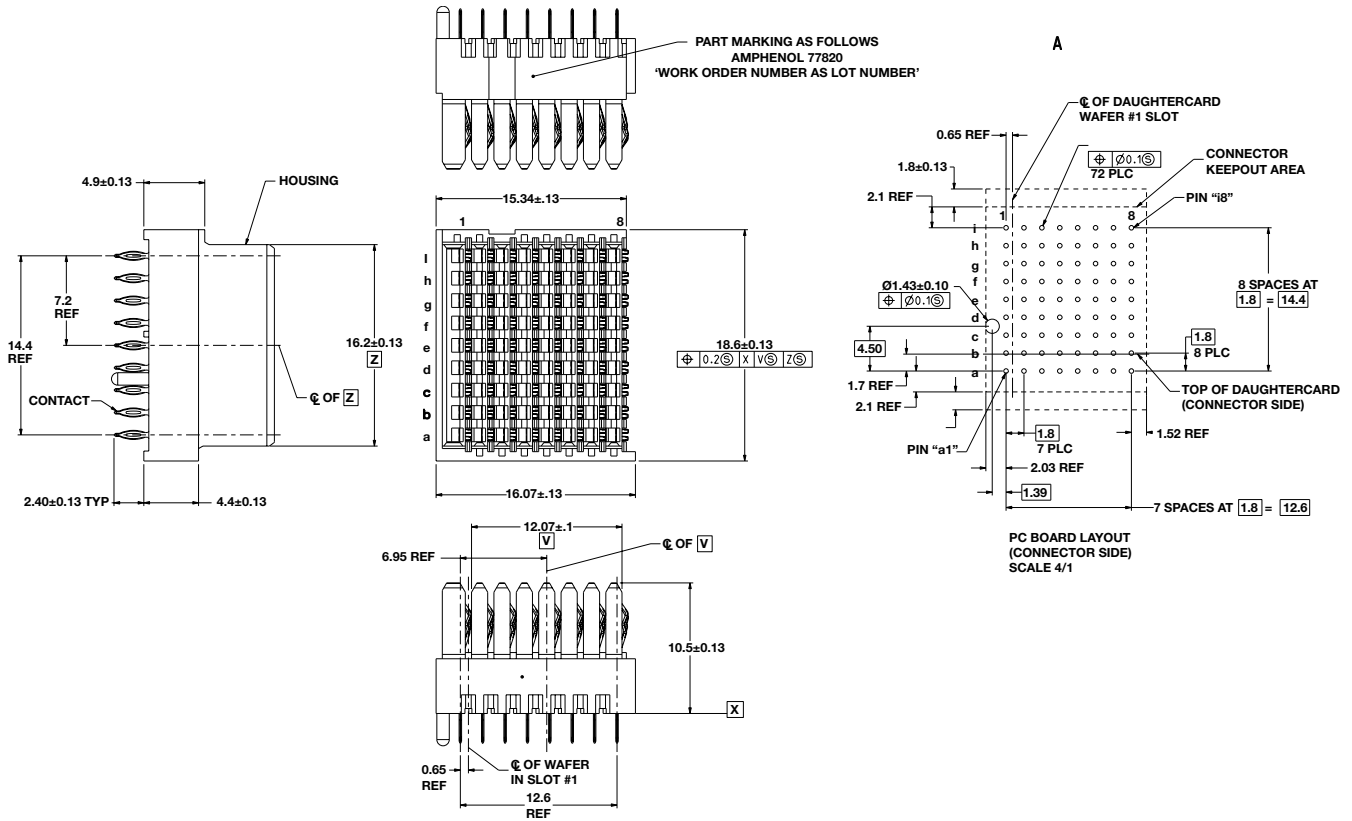 PART MARKING AS FOLLOWS
AMPHENOL 77820
‘WORK ORDER NUMBER AS LOT NUMBER’
A
4.9±0.13
HOUSING
7.2
REF
14.4
REF
16.2±0.13
Z
CONTACT
℄ OF Z
2.40±0.13 TYP
4.4±0.13
15.34±.13
1
8
I
h
g
f
e
d
c
b
a
18.6±0.13
⌖ 0.2Ⓢ X VⓈ ZⓈ
16.07±.13
12.07±.1
V
6.95 REF
℄ OF V
10.5±0.13
X
0.65
REF
℄ OF WAFER
IN SLOT #1
12.6
REF
℄ OF DAUGHTERCARD
WAFER #1 SLOT
0.65 REF
⌖ Ø0.1Ⓢ
72 PLC
CONNECTOR
KEEPOUT AREA
1.8±0.13
2.1 REF
PIN “i8”
1
8
i
h
g
f
e
d
c
b
a
Ø1.43±0.10
⌖ Ø0.1Ⓢ
8 SPACES AT
1.8 = 14.4
4.50
1.8
8 PLC
1.7 REF
2.1 REF
TOP OF DAUGHTERCARD
(CONNECTOR SIDE)
PIN “a1”
1.8
7 PLC
1.52 REF
2.03 REF
1.39
7 SPACES AT 1.8 = 12.6
PC BOARD LAYOUT
(CONNECTOR SIDE)
SCALE 4/1